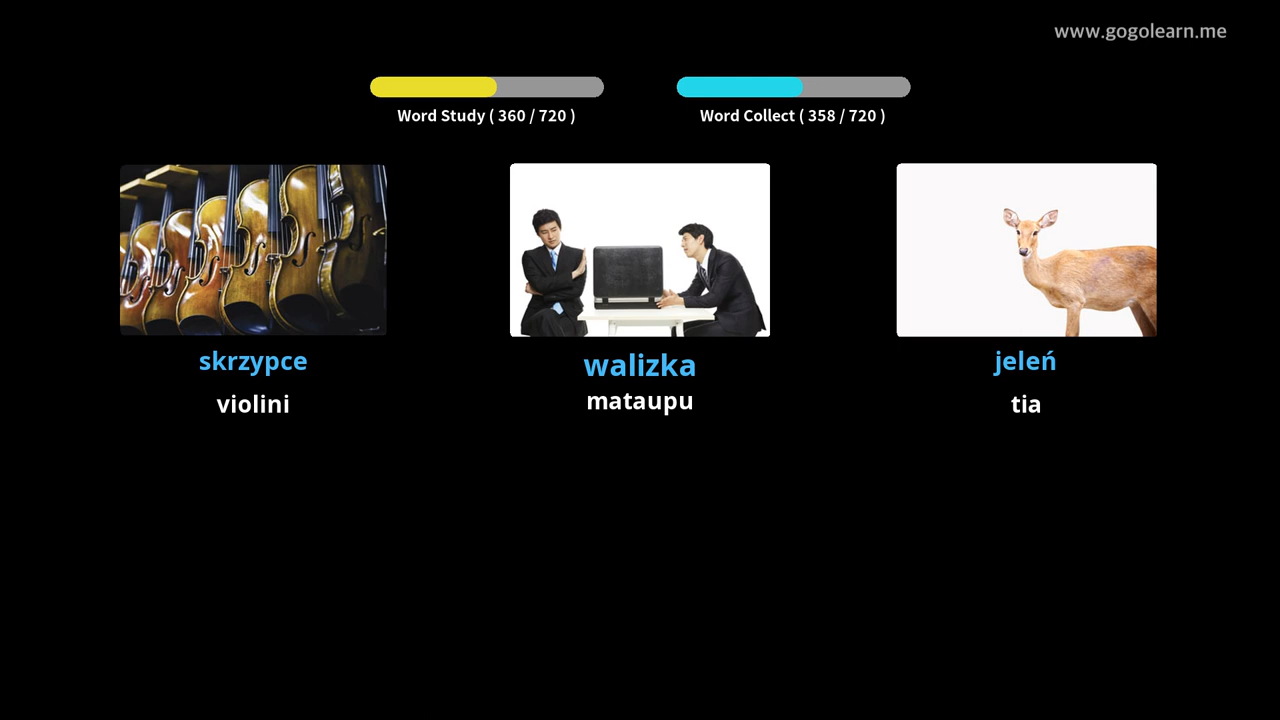 www.gogolearn.me
Word Study ( 360 / 720 )
Word Collect ( 358 / 720 )
skrzypce
violini
walizka
mataupu
jeleń
tia